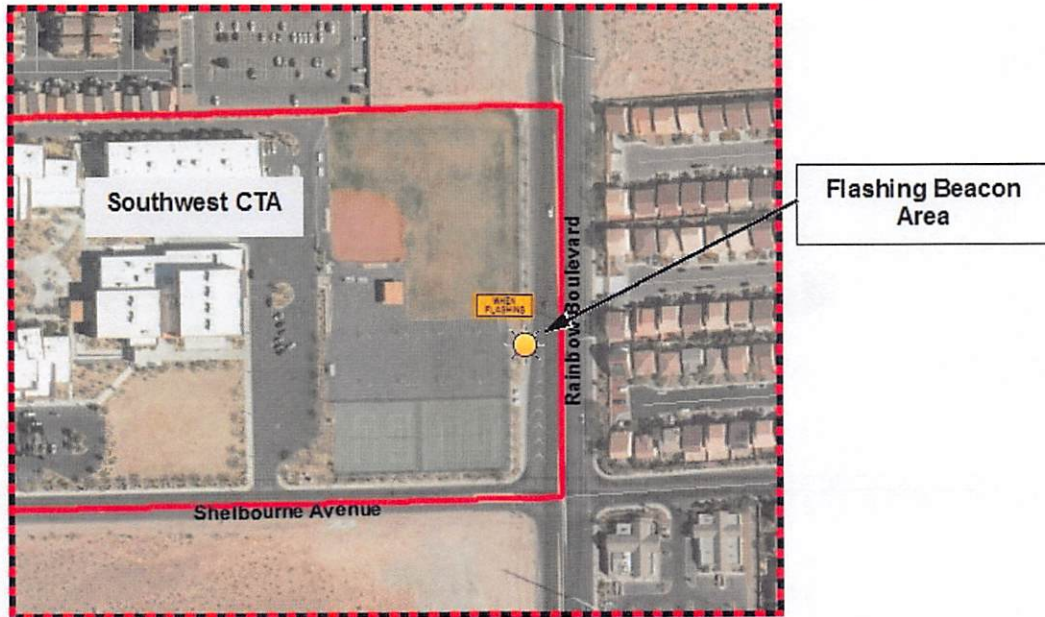 Southwest CTA
Flashing Beacon
Area
WHEN
FLASHING
Rainbow Boulevard
Shelbourne Avenue